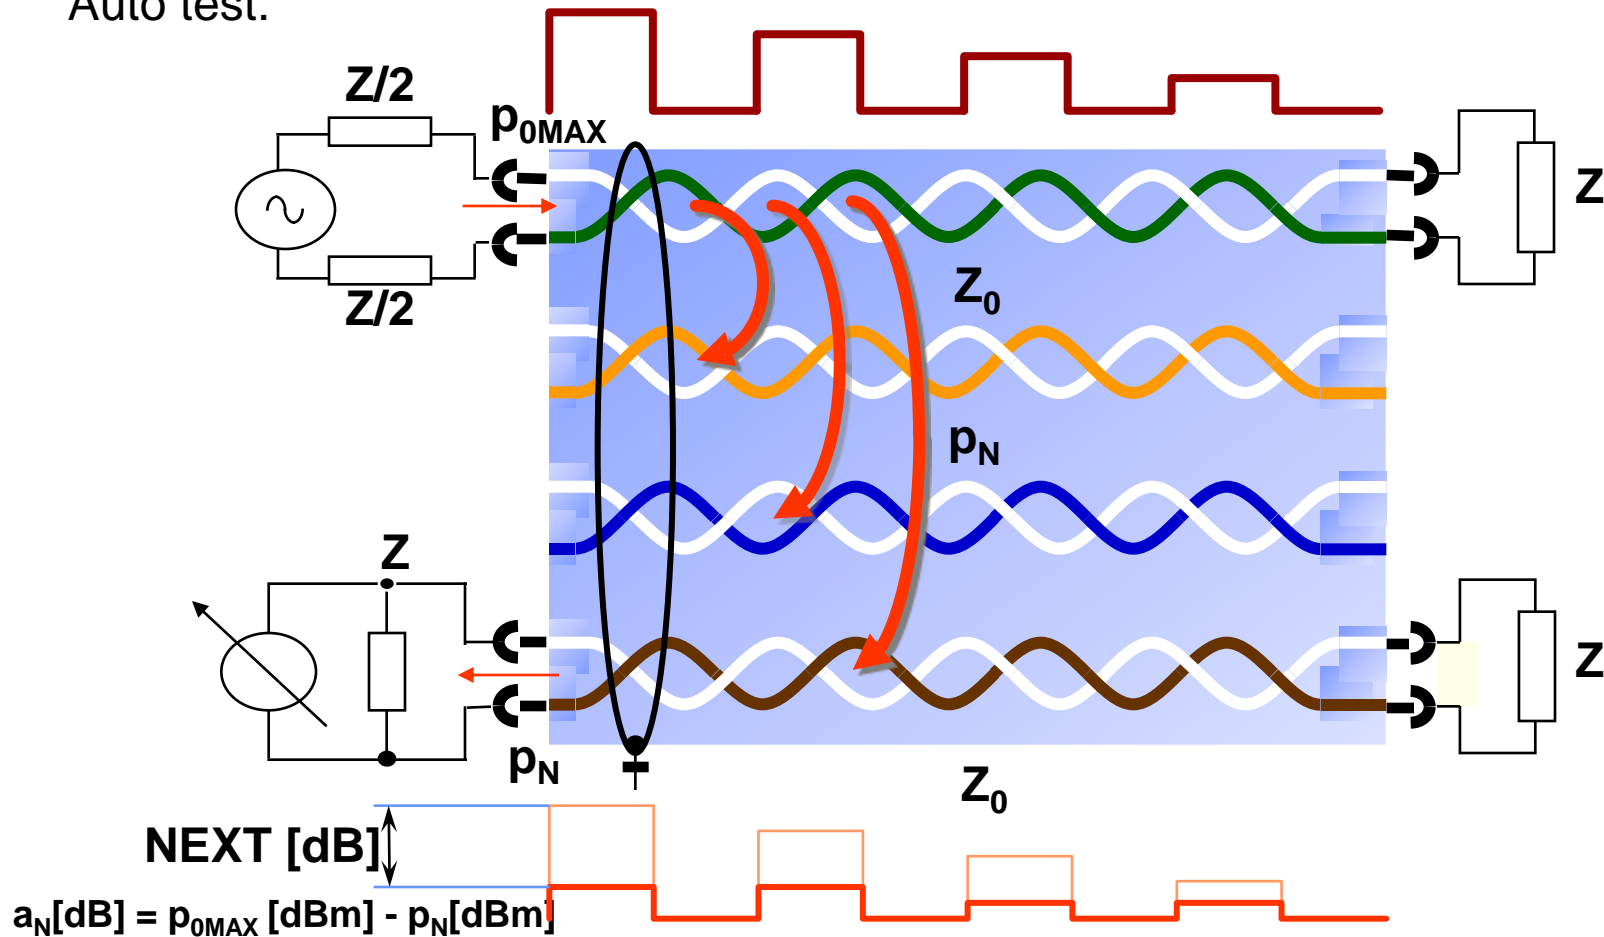 Auto test.
Z/2
p0MAX
Z
Z/2
Z0
pN
Z
Z
pN
Z0
NEXT [dB]
aN[dB] = p0MAX [dBm] - pN[dBm]